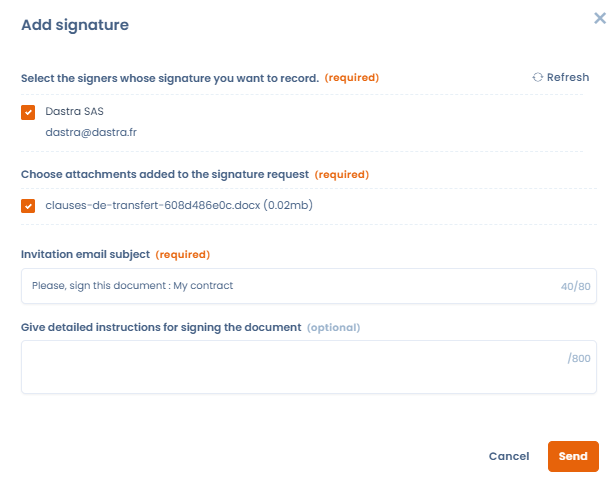 Add signature
Select the signers whose signature you want to record. (required)
Refresh
Dastra SAS
dastra@dastra.fr
Choose attachments added to the signature request (required)
clauses-de-transfert-608d486e0c.docx (0.02mb)
Invitation email subject (required)
Please, sign this document : My contract
40/80
Give detailed instructions for signing the document (optional)
/800
Cancel
Send